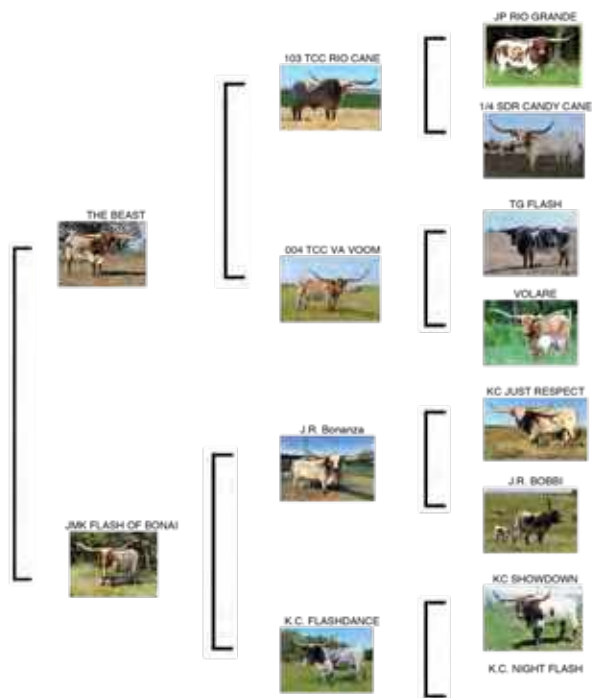 JP RIO GRANDE
103 TCC RIO CANE
1/4 SDR CANDY CANE
THE BEAST
TG FLASH
004 TCC VA VOOM
VOLARE
KC JUST RESPECT
J.R. Bonanza
J.R. BOBBI
JMK FLASH OF BONAI
KC SHOWDOWN
K.C. FLASHDANCE
K.C. NIGHT FLASH